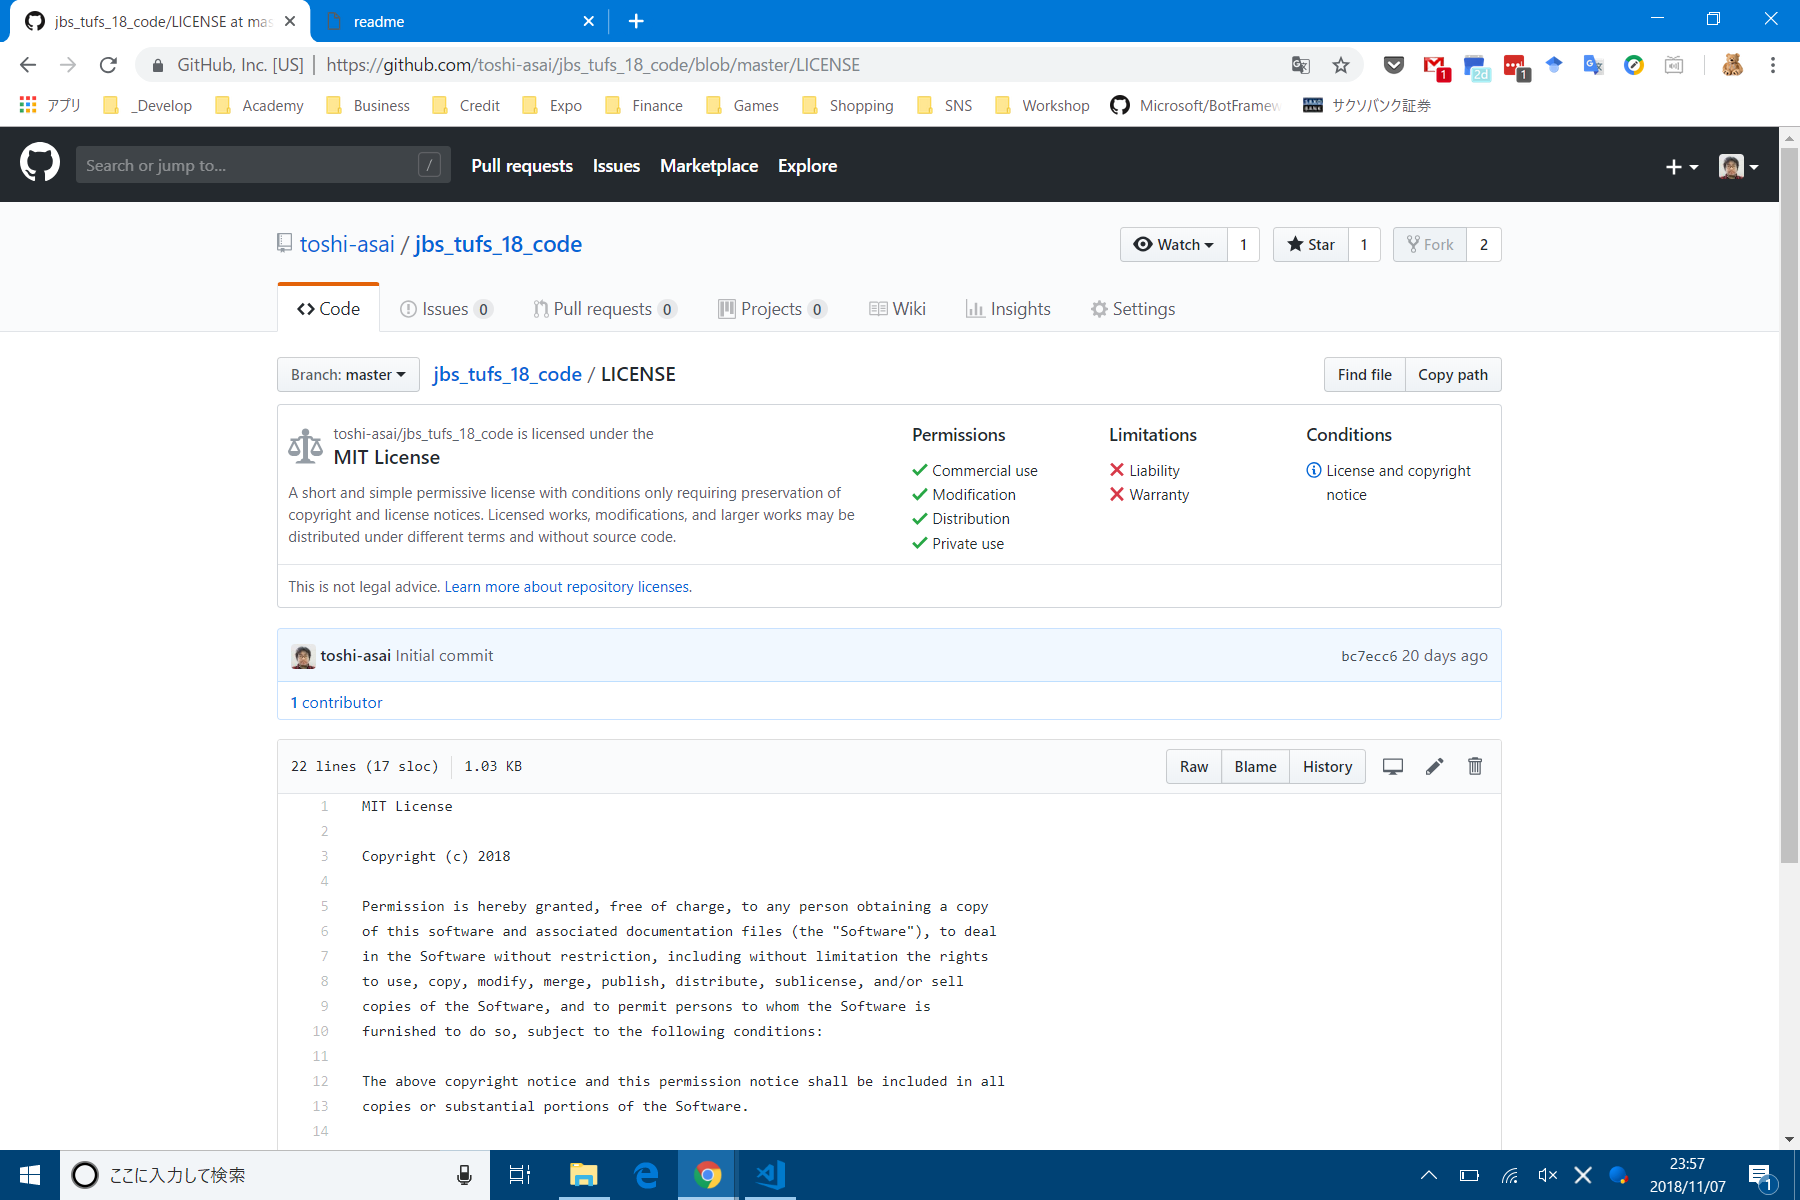 jbs_tufs_18_code/LICENSE at mas
readme
GitHub, Inc. [US] | https://github.com/toshi-asai/jbs_tufs_18_code/blob/master/LICENSE
1
2d
1
アプリ _Develop Academy Business Credit Expo Finance Games Shopping SNS Workshop Microsoft/BotFramew サクソバンク証券
Search or jump to... /
Pull requests Issues Marketplace Explore
toshi-asai / jbs_tufs_18_code
Watch 1 Star 1 Fork 2
Code Issues 0 Pull requests 0 Projects 0 Wiki Insights Settings
Branch: master jbs_tufs_18_code / LICENSE Find file Copy path
toshi-asai/jbs_tufs_18_code is licensed under the
MIT License
A short and simple permissive license with conditions only requiring preservation of
copyright and license notices. Licensed works, modifications, and larger works may be
distributed under different terms and without source code.
Permissions
Commercial use
Modification
Distribution
Private use
Limitations
Liability
Warranty
Conditions
License and copyright
notice
This is not legal advice. Learn more about repository licenses.
toshi-asai Initial commit bc7ecc6 20 days ago
1 contributor
22 lines (17 sloc) 1.03 KB Raw Blame History
1 MIT License
2
3 Copyright (c) 2018
4
5 Permission is hereby granted, free of charge, to any person obtaining a copy
6 of this software and associated documentation files (the "Software"), to deal
7 in the Software without restriction, including without limitation the rights
8 to use, copy, modify, merge, publish, distribute, sublicense, and/or sell
9 copies of the Software, and to permit persons to whom the Software is
10 furnished to do so, subject to the following conditions:
11
12 The above copyright notice and this permission notice shall be included in all
13 copies or substantial portions of the Software.
14
ここに入力して検索
23:57
2018/11/07
1